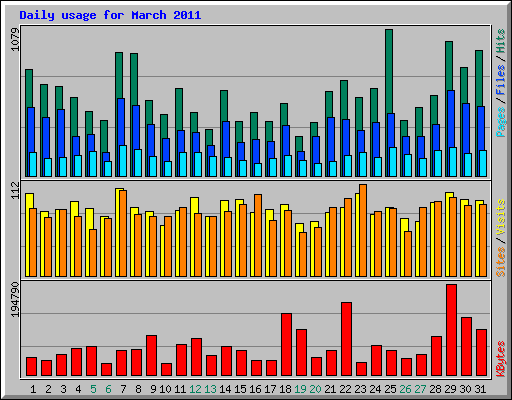 Daily usage for March 2011
1079
Pages / Files / Hits
112
Sites / Visits
194790
KBytes
1 2 3 4 5 6 7 8 9 10 11 12 13 14 15 16 17 18 19 20 21 22 23 24 25 26 27 28 29 30 31